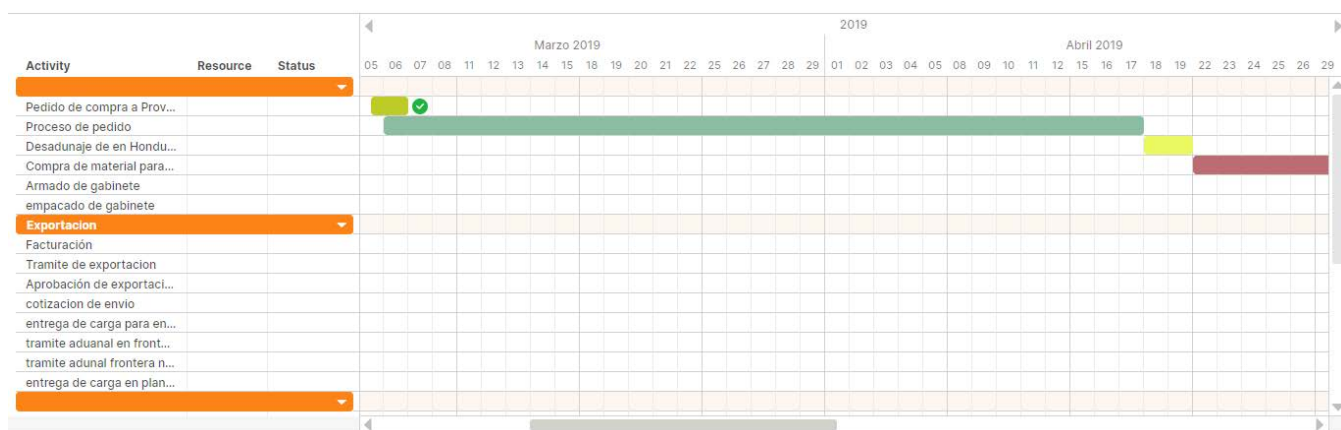 2019
Marzo 2019 Abril 2019
Activity Resource Status 05 06 07 08 11 12 13 14 15 18 19 20 21 22 25 26 27 28 29 01 02 03 04 05 08 09 10 11 12 15 16 17 18 19 22 23 24 25 26 29
Pedido de compra a Prov...
Proceso de pedido
Desadunaje de en Hondu...
Compra de material para...
Armado de gabinete
empacado de gabinete
Exportacion
Facturación
Tramite de exportacion
Aprobación de exportaci...
cotizacion de envio
entrega de carga para en...
tramite aduanal en front...
tramite adunal frontera n...
entrega de carga en plan...